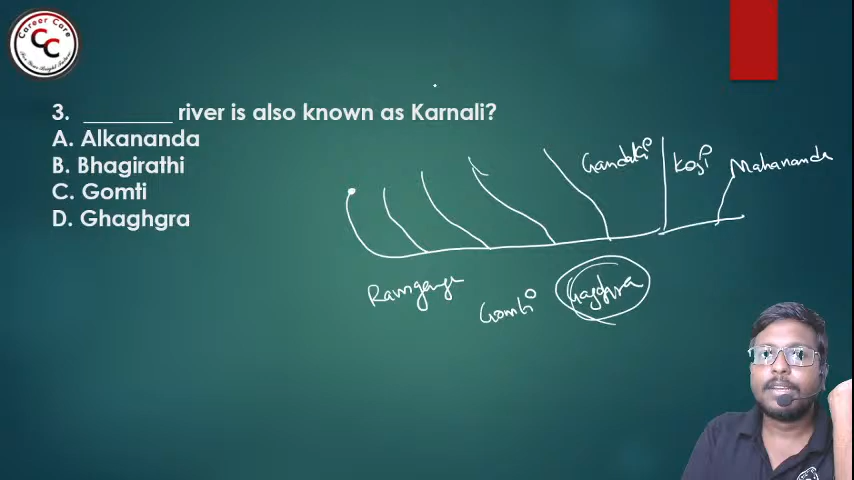 Career Care
CC
3. ________ river is also known as Karnali?
A. Alkananda
B. Bhagirathi
C. Gomti
D. Ghaghgra
Gandaki
Kosi
Mahananda
Ramganga
Gomti